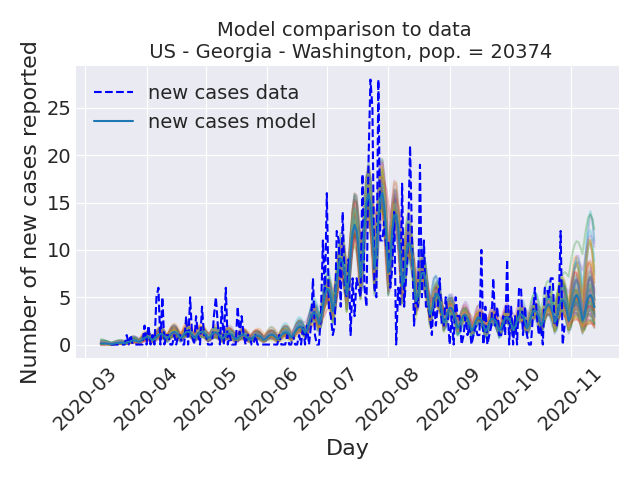 Model comparison to data
US - Georgia - Washington, pop. = 20374
Number of new cases reported
new cases data
new cases model
25
20
15
10
5
0
2020-03
2020-04
2020-05
2020-06
2020-07
2020-08
2020-09
2020-10
2020-11
Day